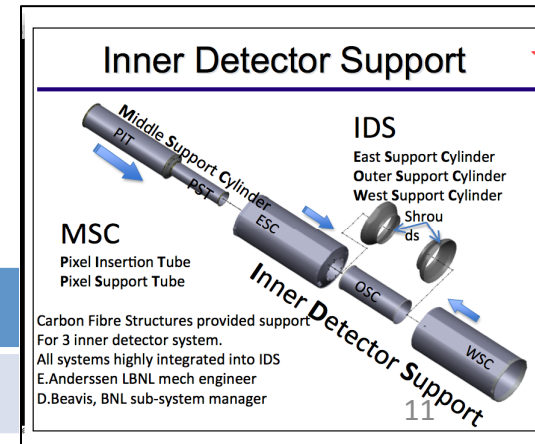 Inner Detector Support
Middle Support Cylinder
PIT
PST
ESC
IDS
East Support Cylinder
Outer Support Cylinder
West Support Cylinder
Shrou
ds
MSC
Pixel Insertion Tube
Pixel Support Tube
OSC
WSC
Inner Detector Support
Carbon Fibre Structures provided support
For 3 inner detector system.
All systems highly integrated into IDS
E.Anderssen LBNL mech engineer
D.Beavis, BNL sub-system manager
11